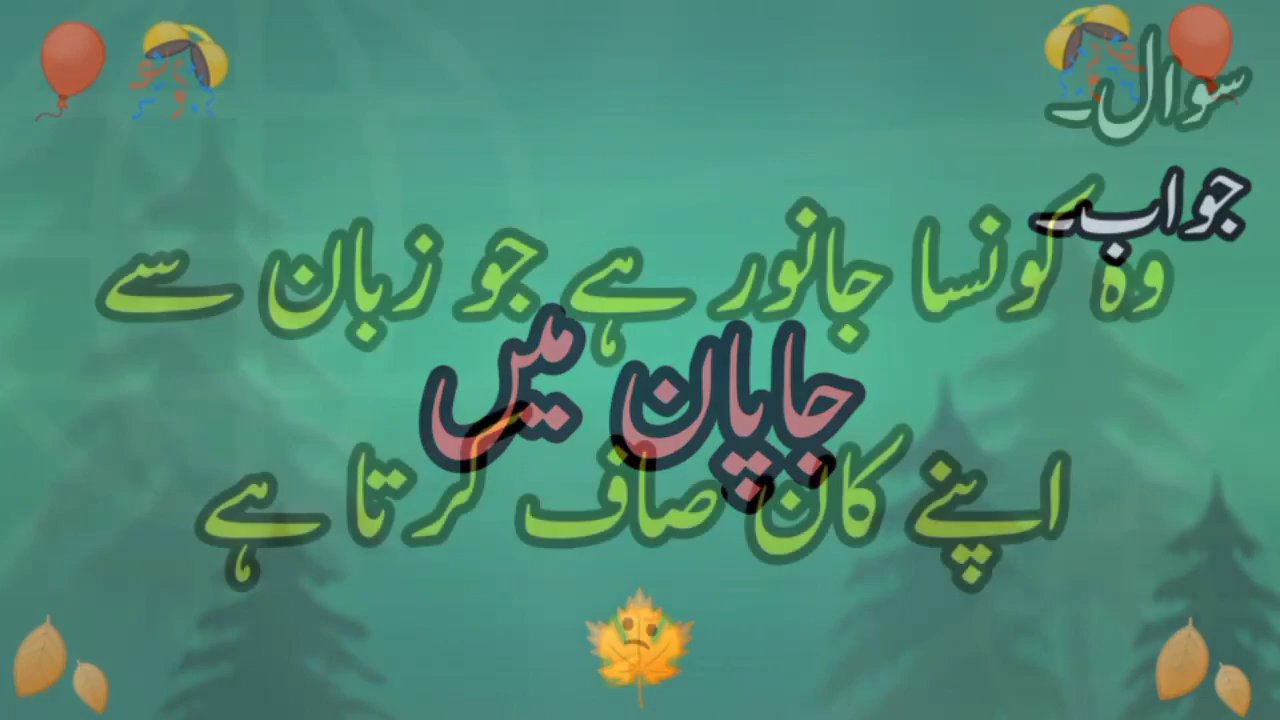 سوال۔
جواب۔
وہ کونسا جانور ہے جو زبان سے
جاپان میں
اپنے کان صاف کرتا ہے